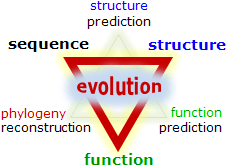 structure
prediction
sequence structure
evolution
phylogeny function
reconstruction prediction
function